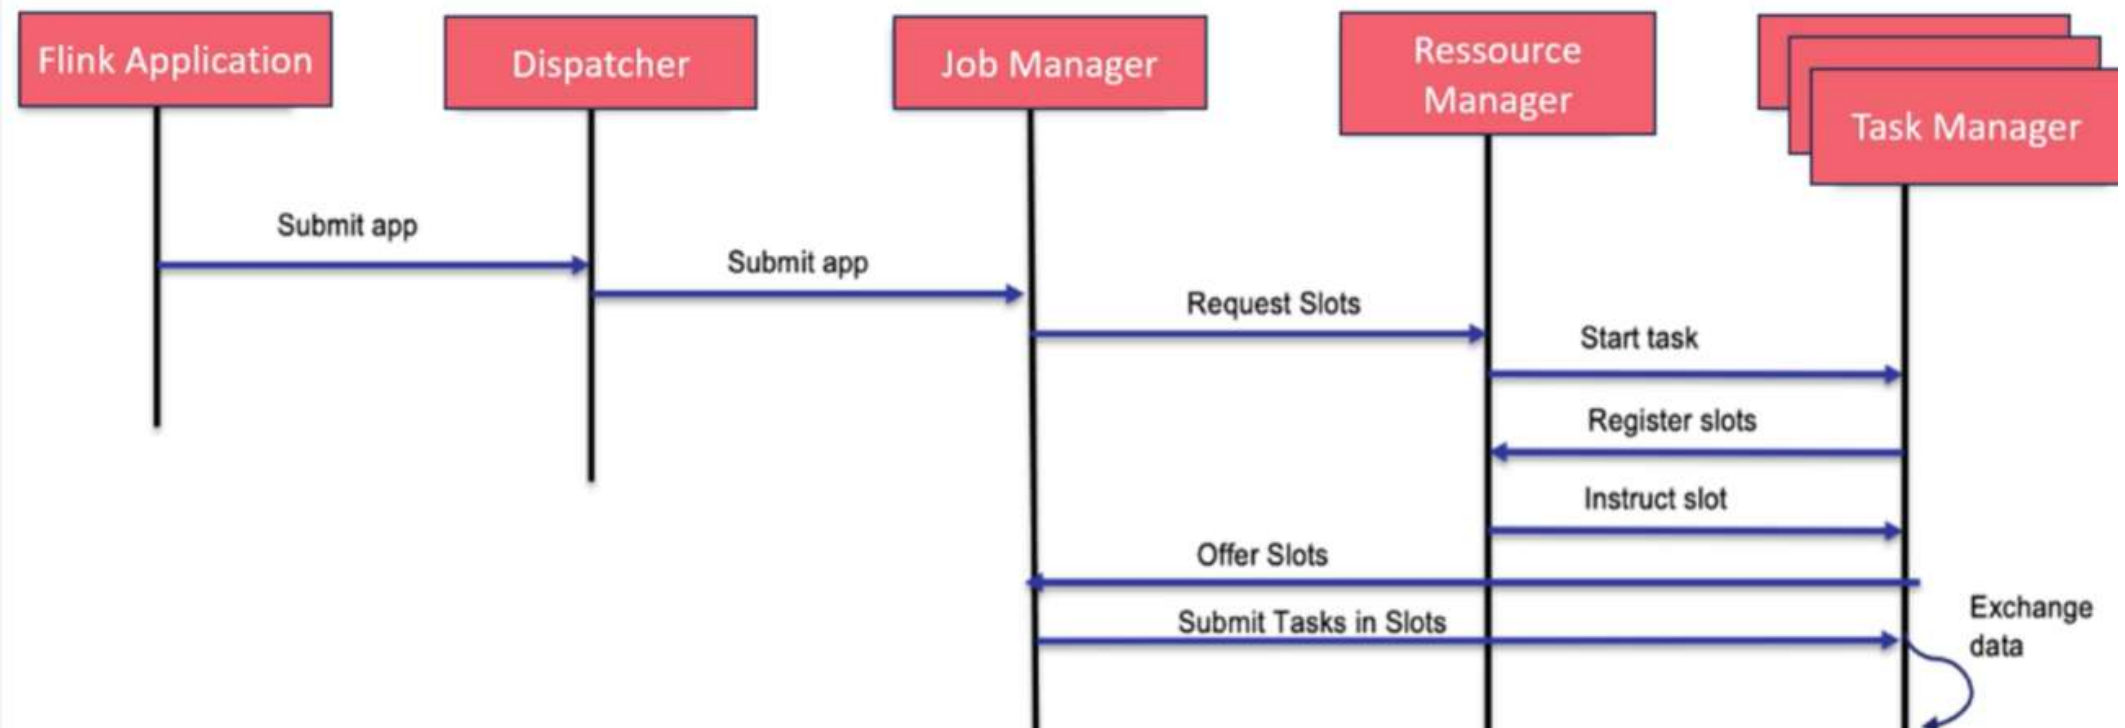 Flink Application
Dispatcher
Job Manager
Ressource
Manager
Task Manager
Submit app
Submit app
Request Slots
Start task
Register slots
Instruct slot
Offer Slots
Submit Tasks in Slots
Exchange
data